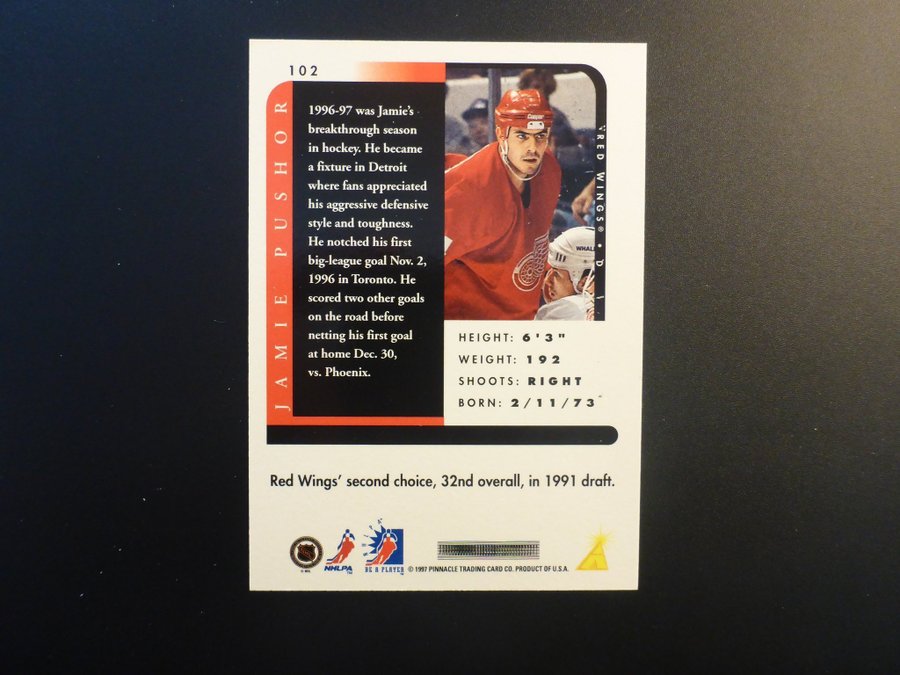 102
JAMIE PUSHOR
1996-97 was Jamie's
breakthrough season
in hockey. He became
a fixture in Detroit
where fans appreciated
his aggressive defensive
style and toughness.
He notched his first
big-league goal Nov. 2,
1996 in Toronto. He
scored two other goals
on the road before
netting his first goal
at home Dec. 30,
vs. Phoenix.
Cooper
WHAL
RED WINGS® • D
HEIGHT: 6'3"
WEIGHT: 192
SHOOTS: RIGHT
BORN: 2/11/73
Red Wings' second choice, 32nd overall, in 1991 draft.
© NHL
NHLPA
BE A PLAYER
© 1997 PINNACLE TRADING CARD CO. PRODUCT OF U.S.A.